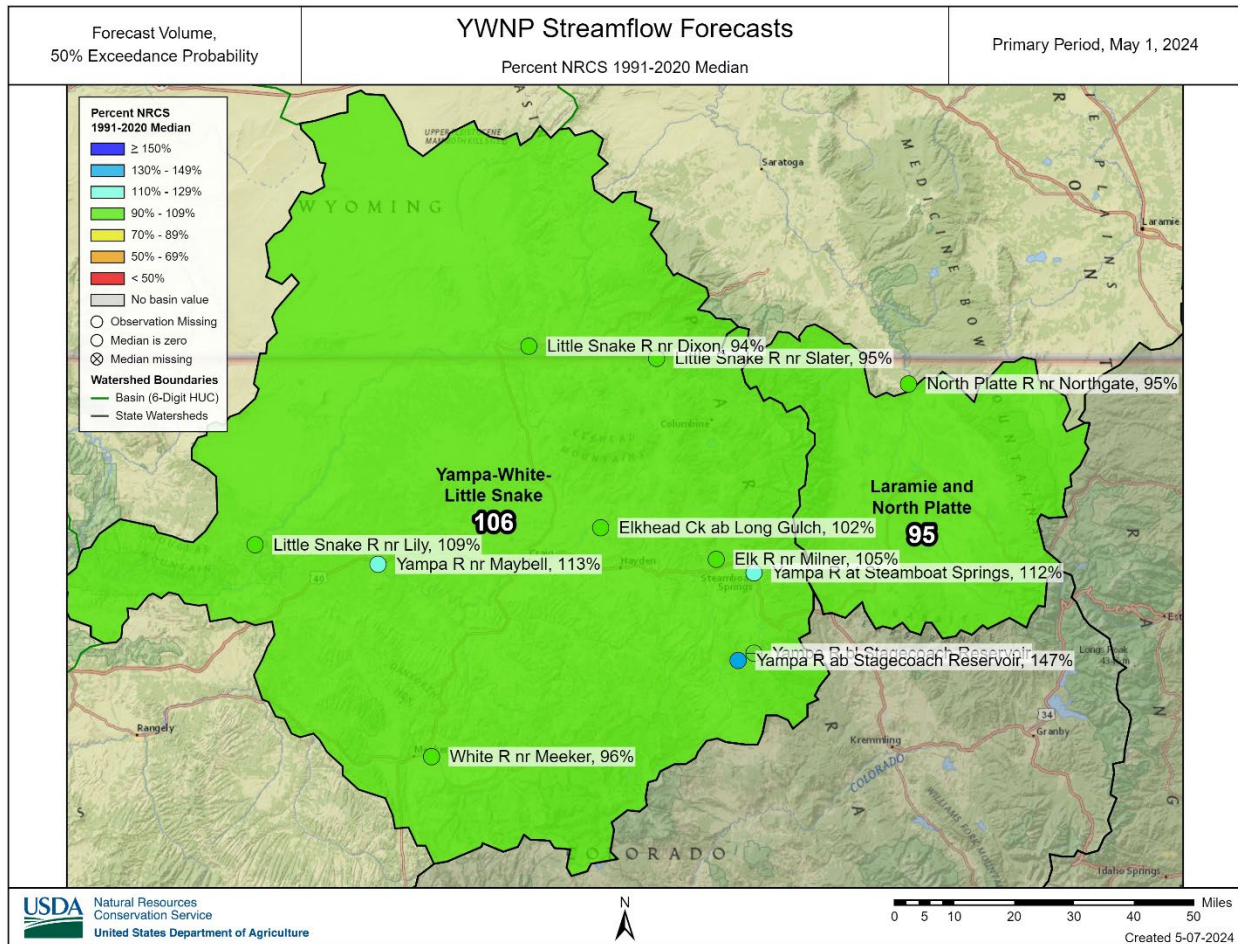 Forecast Volume,
50% Exceedance Probability
YWNP Streamflow Forecasts
Percent NRCS 1991-2020 Median
Primary Period, May 1, 2024
Percent NRCS
1991-2020 Median
≥ 150%
130% - 149%
110% - 129%
90% - 109%
70% - 89%
50% - 69%
< 50%
No basin value
Observation Missing
Median is zero
Median missing
Watershed Boundaries
Basin (6-Digit HUC)
State Watersheds
WYOMING
Saratoga
MEDICINE BOW
Laramie
Little Snake R nr Dixon, 94%
Little Snake R nr Slater, 95%
North Platte R nr Northgate, 95%
Columbine
Yampa-White-
Little Snake
106
Laramie and
North Platte
95
Elkhead Ck ab Long Gulch, 102%
Little Snake R nr Lily, 109%
Yampa R nr Maybell, 113%
Craig
Hayden
Elk R nr Milner, 105%
Steamboat
Springs
Yampa R at Steamboat Springs, 112%
40
Yampa R bl Stagecoach Reservoir
Yampa R ab Stagecoach Reservoir, 147%
Longs Peak
34
Granby
Rangely
Kremmling
COLORADO
White R nr Meeker, 96%
COLORADO
Idaho Springs
USDA
Natural Resources
Conservation Service
United States Department of Agriculture
N
Miles
0 5 10 20 30 40 50
Created 5-07-2024